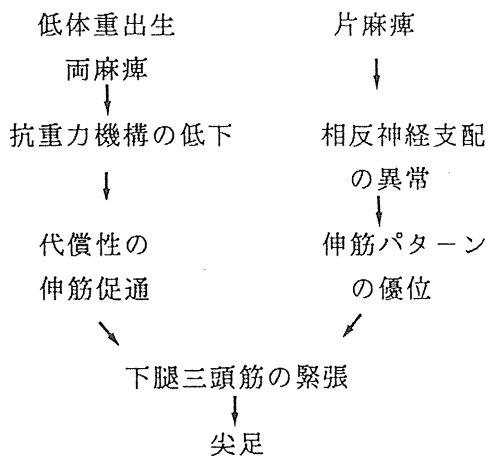 低体重出生
両麻痺
抗重力機構の低下
代償性の
伸筋促通
片麻痺
相反神経支配
の異常
伸筋パターン
の優位
下腿三頭筋の緊張
尖足